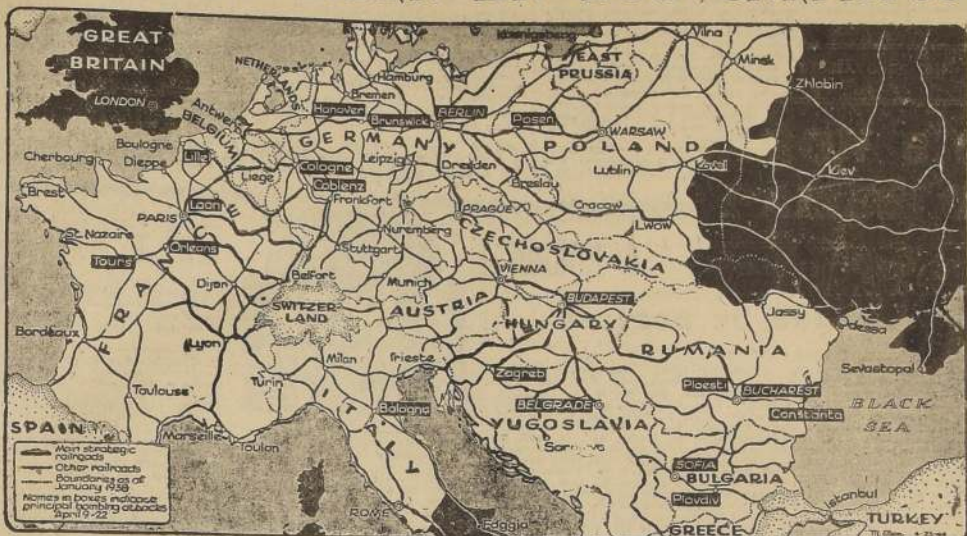 GREAT
BRITAIN
LONDON
NETHERLANDS
Koenigsberg
EAST
PRUSSIA
Vilna
Minsk
Zhlobin
Hamburg
Bremen
Hanover
Brunswick
BERLIN
Posen
WARSAW
Antwerp
BELGIUM
GERMANY
POLAND
Boulogne
Dieppe
Cherbourg
Lille
Liege
Cologne
Coblenz
Leipzig
Dresden
Breslau
Lublin
Kovel
Kiev
Brest
Laon
PARIS
Frankfort
PRAGUE
Cracow
Lwow
St. Nazaire
Orleans
Tours
Nuremberg
Stuttgart
CZECHOSLOVAKIA
Dijon
Belfort
Munich
VIENNA
FRANCE
SWITZER
LAND
AUSTRIA
BUDAPEST
HUNGARY
Jassy
Odessa
Bordeaux
Lyon
Milan
Trieste
RUMANIA
Sevastopal
Toulouse
Turin
Zagreb
Ploesti
BUCHAREST
Bologna
BELGRADE
Constanta
BLACK
SEA
SPAIN
Marseille
Toulon
ITALY
YUGOSLAVIA
SOFIA
BULGARIA
Plovdiv
Istanbul
ROME
Foggia
GREECE
TURKEY
Main strategic
railroads
Other railroads
Boundaries as of
January 1938
Names in boxes indicate
principal bombing attacks
April 9-22